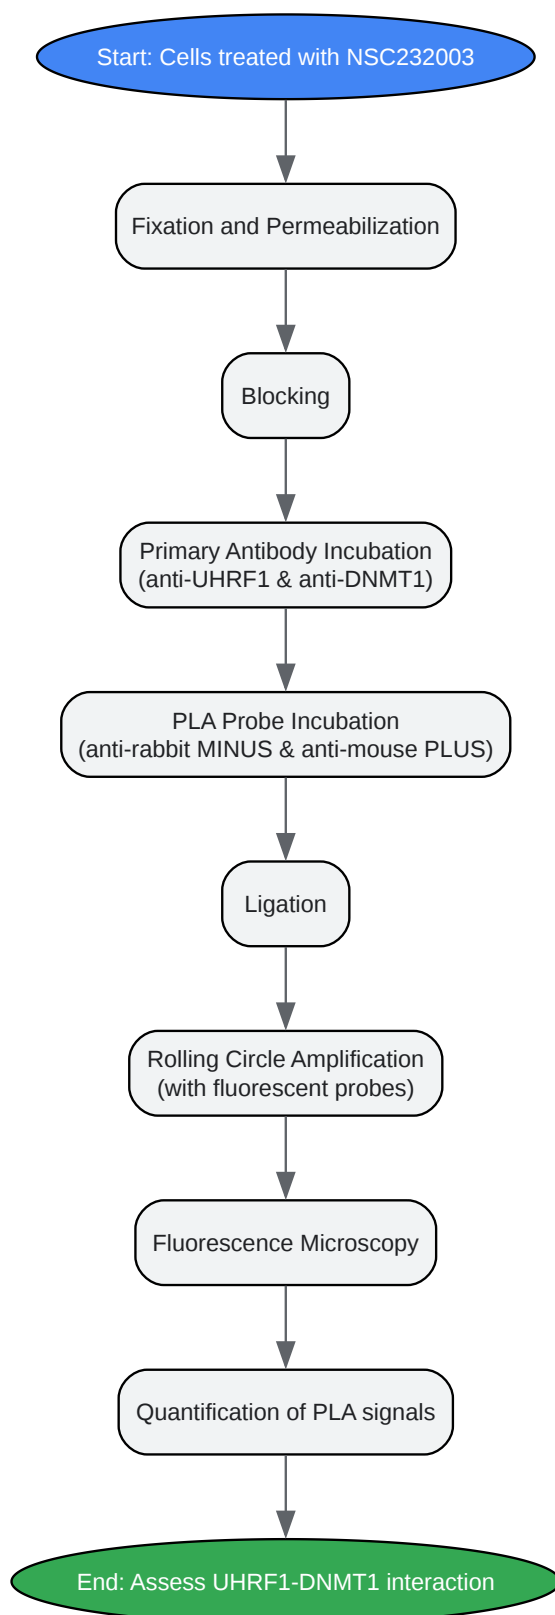 Start: Cells treated with NSC232003
Fixation and Permeabilization
Blocking
Primary Antibody Incubation
(anti-UHRF1 & anti-DNMT1)
PLA Probe Incubation
(anti-rabbit MINUS & anti-mouse PLUS)
Ligation
Rolling Circle Amplification
(with fluorescent probes)
Fluorescence Microscopy
Quantification of PLA signals
End: Assess UHRF1-DNMT1 interaction